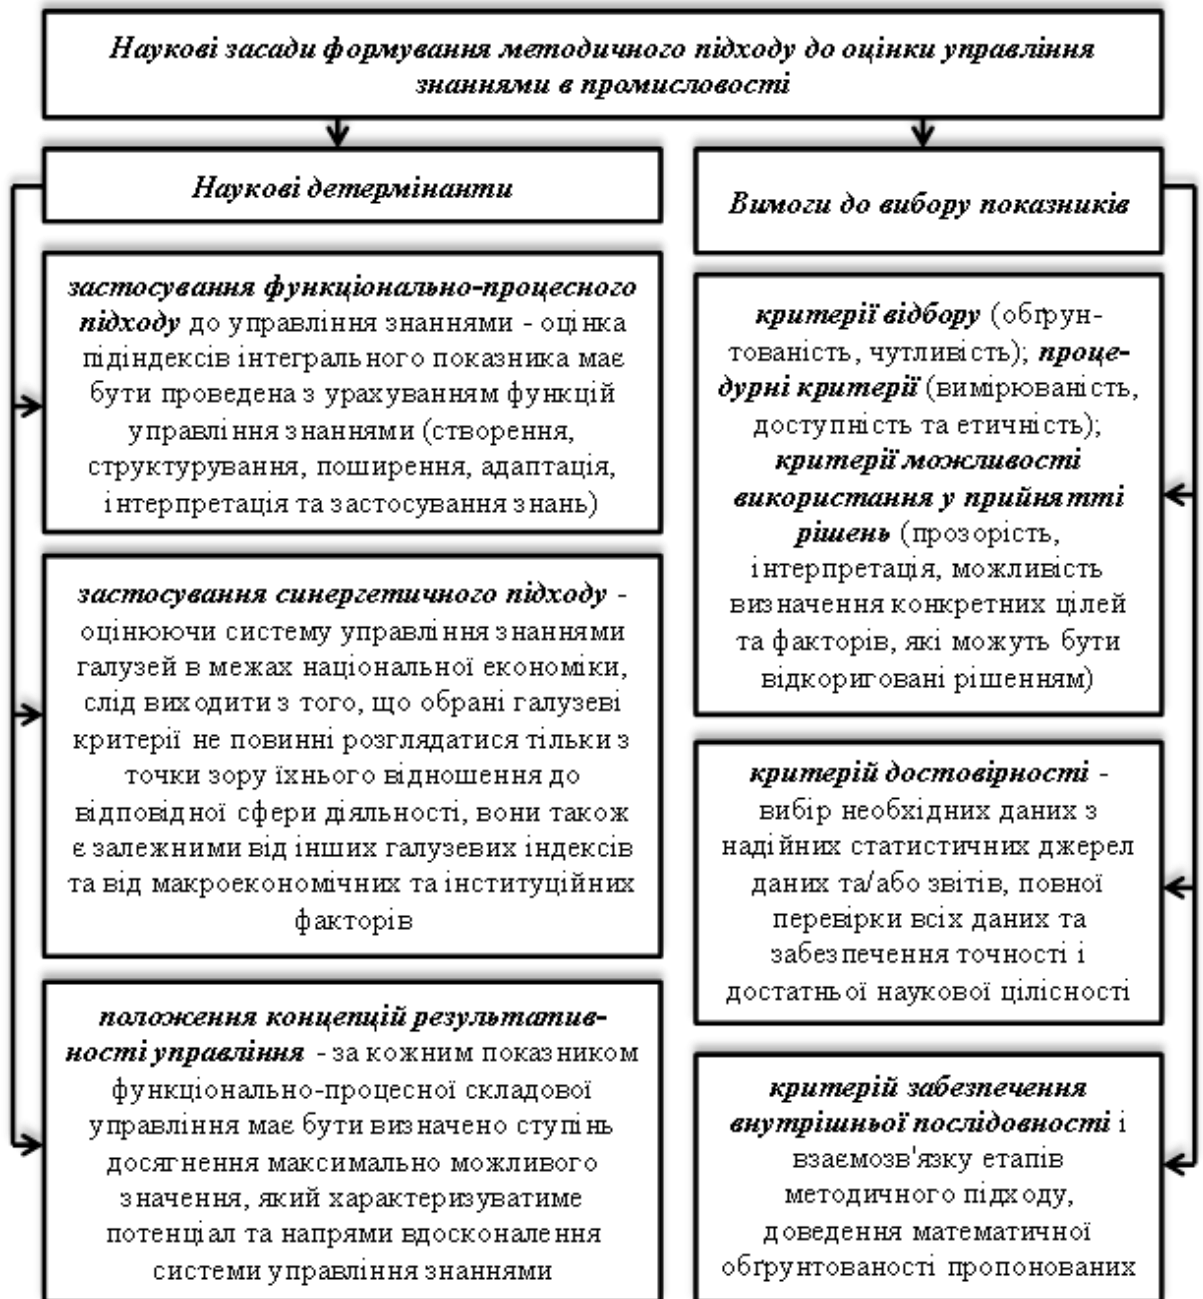 Наукові засади формування методичного підходу до оцінки управління
знаннями в промисловості
Наукові детермінанти
застосування функціонально-процесного
підходу до управління знаннями - оцінка
підіндексів інтегрального показника має
бути проведена з урахуванням функцій
управління знаннями (створення,
структурування, поширення, адаптація,
інтерпретація та застосування знань)
застосування синергетичного підходу -
оцінюючи систему управління знаннями
галузей в межах національної економіки,
слід виходити з того, що обрані галузеві
критерії не повинні розглядатися тільки з
точки зору їхнього відношення до
відповідної сфери діяльності, вони також
є залежними від інших галузевих індексів
та від макроекономічних та інституційних
факторів
положення концепцій результатив-
ності управління - за кожним показником
функціонально-процесної складової
управління має бути визначено ступінь
досягнення максимально можливого
значення, який характеризуватиме
потенціал та напрями вдосконалення
системи управління знаннями
Вимоги до вибору показників
критерії відбору (обґрун-
тованість, чутливість); проце-
дурні критерії (вимірюваність,
доступність та етичність);
критерії можливості
використання у прийнятті
рішень (прозорість,
інтерпретація, можливість
визначення конкретних цілей
та факторів, які можуть бути
відкориговані рішенням)
критерій достовірності -
вибір необхідних даних з
надійних статистичних джерел
даних та/або звітів, повної
перевірки всіх даних та
забезпечення точності і
достатньої наукової цілісності
критерій забезпечення
внутрішньої послідовності і
взаємозв'язку етапів
методичного підходу,
доведення математичної
обґрунтованості пропонованих